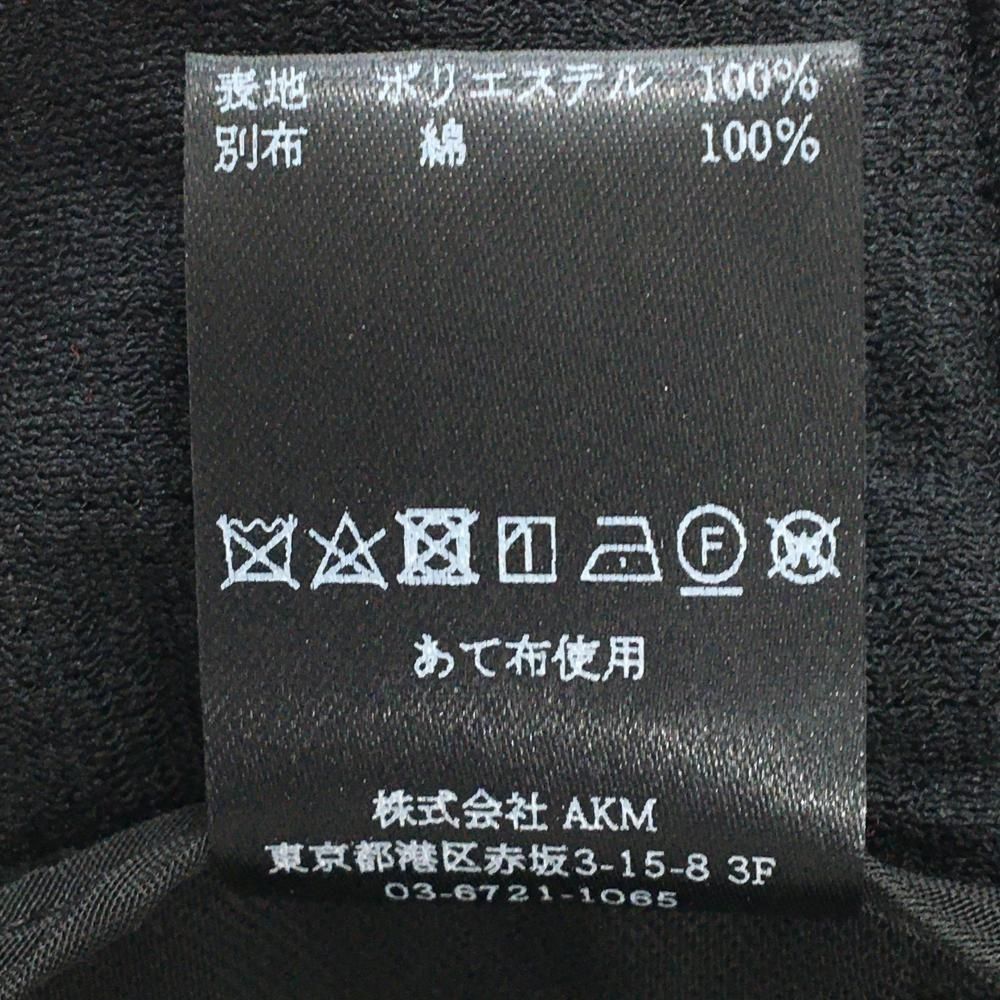 表地 ポリエステル 100%
別布 綿 100%
F W
あて布使用
株式会社 AKM
東京都港区赤坂3-15-8 3F
03-6721-1065